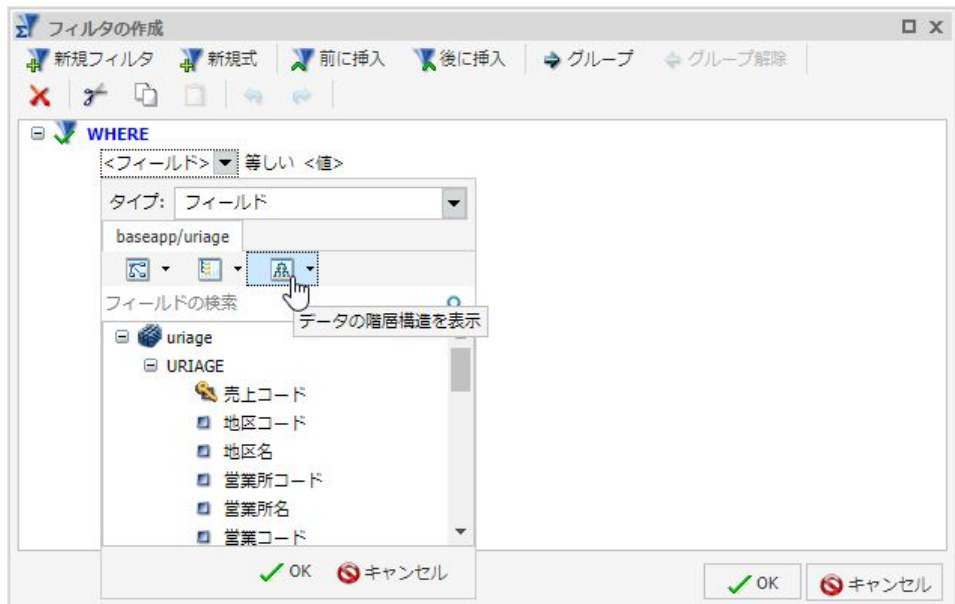 フィルタの作成
新規フィルタ 新規式 前に挿入 後に挿入 グループ グループ解除
WHERE
<フィールド> 等しい <値>
タイプ: フィールド
baseapp/uriage
フィールドの検索
データの階層構造を表示
uriage
URIAGE
売上コード
地区コード
地区名
営業所コード
営業所名
営業コード
OK キャンセル
OK キャンセル